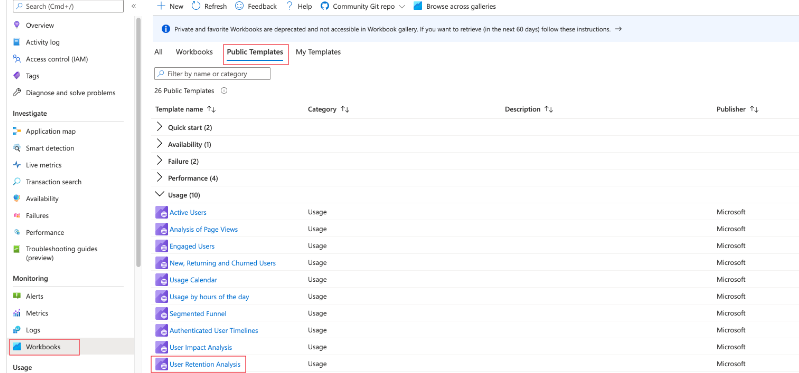 Search (Cmd+/)
«
New
Refresh
Feedback
? Help
Community Git repo
Browse across galleries
Overview
Activity log
Access control (IAM)
Tags
Diagnose and solve problems
Investigate
Application map
Smart detection
Live metrics
Transaction search
Availability
Failures
Performance
Troubleshooting guides
(preview)
Monitoring
Alerts
Metrics
Logs
Workbooks
Usage
Private and favorite Workbooks are deprecated and not accessible in Workbook gallery. If you want to retrieve (in the next 60 days) follow these instructions. →
All
Workbooks
Public Templates
My Templates
Filter by name or category
26 Public Templates
Template name ↑↓
Category ↑↓
Description ↑↓
Publisher ↑↓
Quick start (2)
Availability (1)
Failure (2)
Performance (4)
Usage (10)
Active Users Usage Microsoft
Analysis of Page Views Usage Microsoft
Engaged Users Usage Microsoft
New, Returning and Churned Users Usage Microsoft
Usage Calendar Usage Microsoft
Usage by hours of the day Usage Microsoft
Segmented Funnel Usage Microsoft
Authenticated User Timelines Usage Microsoft
User Impact Analysis Usage Microsoft
User Retention Analysis Usage Microsoft